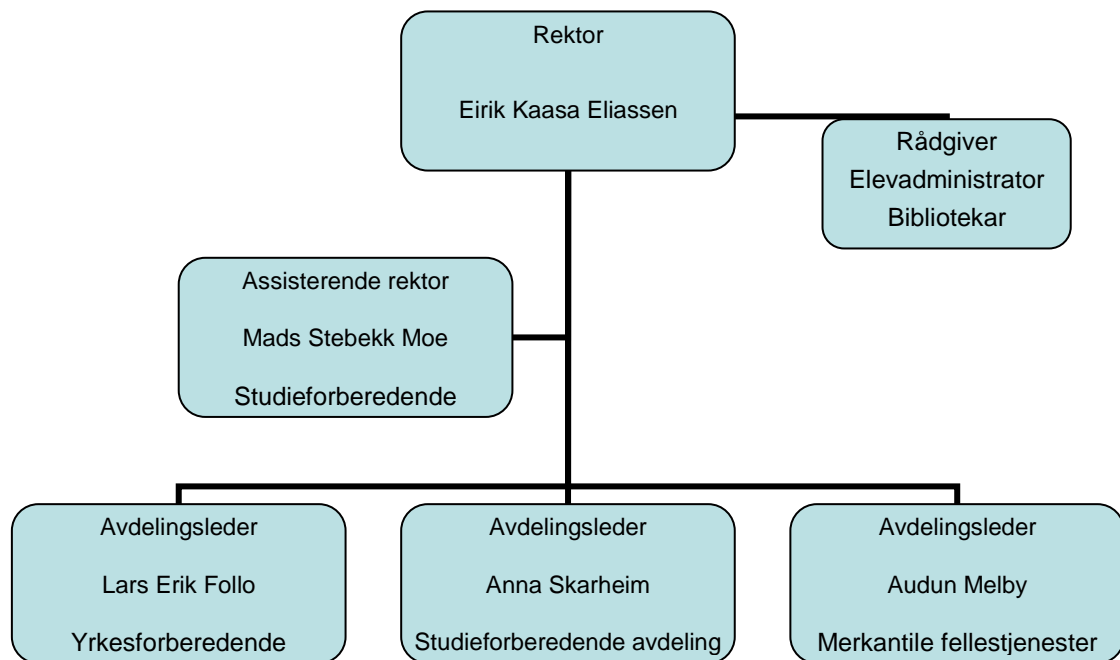 Rektor
Eirik Kaasa Eliassen
Rådgiver
Elevadministrator
Bibliotekar
Assisterende rektor
Mads Stebekk Moe
Studieforberedende
Avdelingsleder
Lars Erik Follo
Yrkesforberedende
Avdelingsleder
Anna Skarheim
Studieforberedende avdeling
Avdelingsleder
Audun Melby
Merkantile fellestjenester